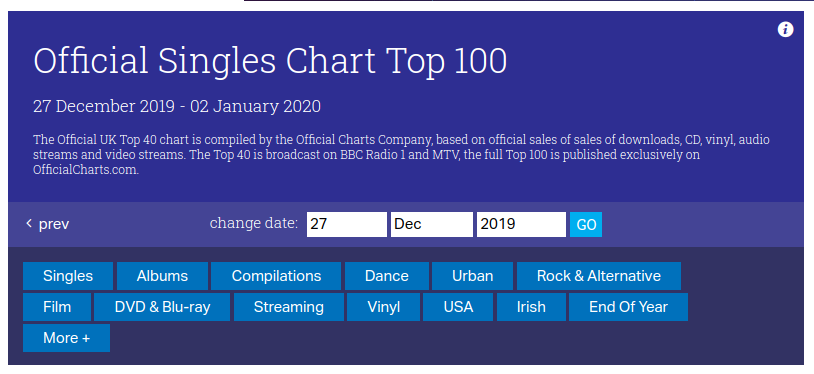 Official Singles Chart Top 100
27 December 2019 - 02 January 2020
The Official UK Top 40 chart is compiled by the Official Charts Company, based on official sales of sales of downloads, CD, vinyl, audio
streams and video streams. The Top 40 is broadcast on BBC Radio 1 and MTV, the full Top 100 is published exclusively on
OfficialCharts.com.
< prev change date: 27 Dec 2019 GO
Singles Albums Compilations Dance Urban Rock & Alternative
Film DVD & Blu-ray Streaming Vinyl USA Irish End Of Year
More +